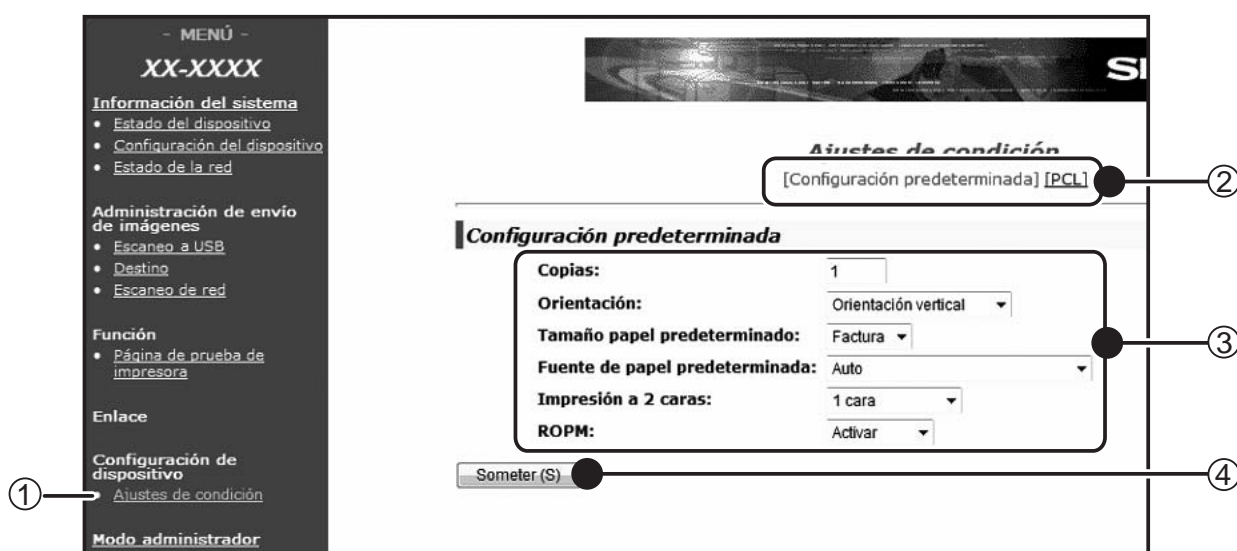 - MENÚ -
XX-XXXX
Información del sistema
• Estado del dispositivo
• Configuración del dispositivo
• Estado de la red
Administración de envío
de imágenes
• Escaneo a USB
• Destino
• Escaneo de red
Función
• Página de prueba de
impresora
Enlace
Configuración de
dispositivo
① • Ajustes de condición
Modo administrador
Ajustes de condición
[Configuración predeterminada] [PCL] ②
Configuración predeterminada
Copias: 1
Orientación: Orientación vertical
Tamaño papel predeterminado: Factura ③
Fuente de papel predeterminada: Auto
Impresión a 2 caras: 1 cara
ROPM: Activar
Someter (S) ④